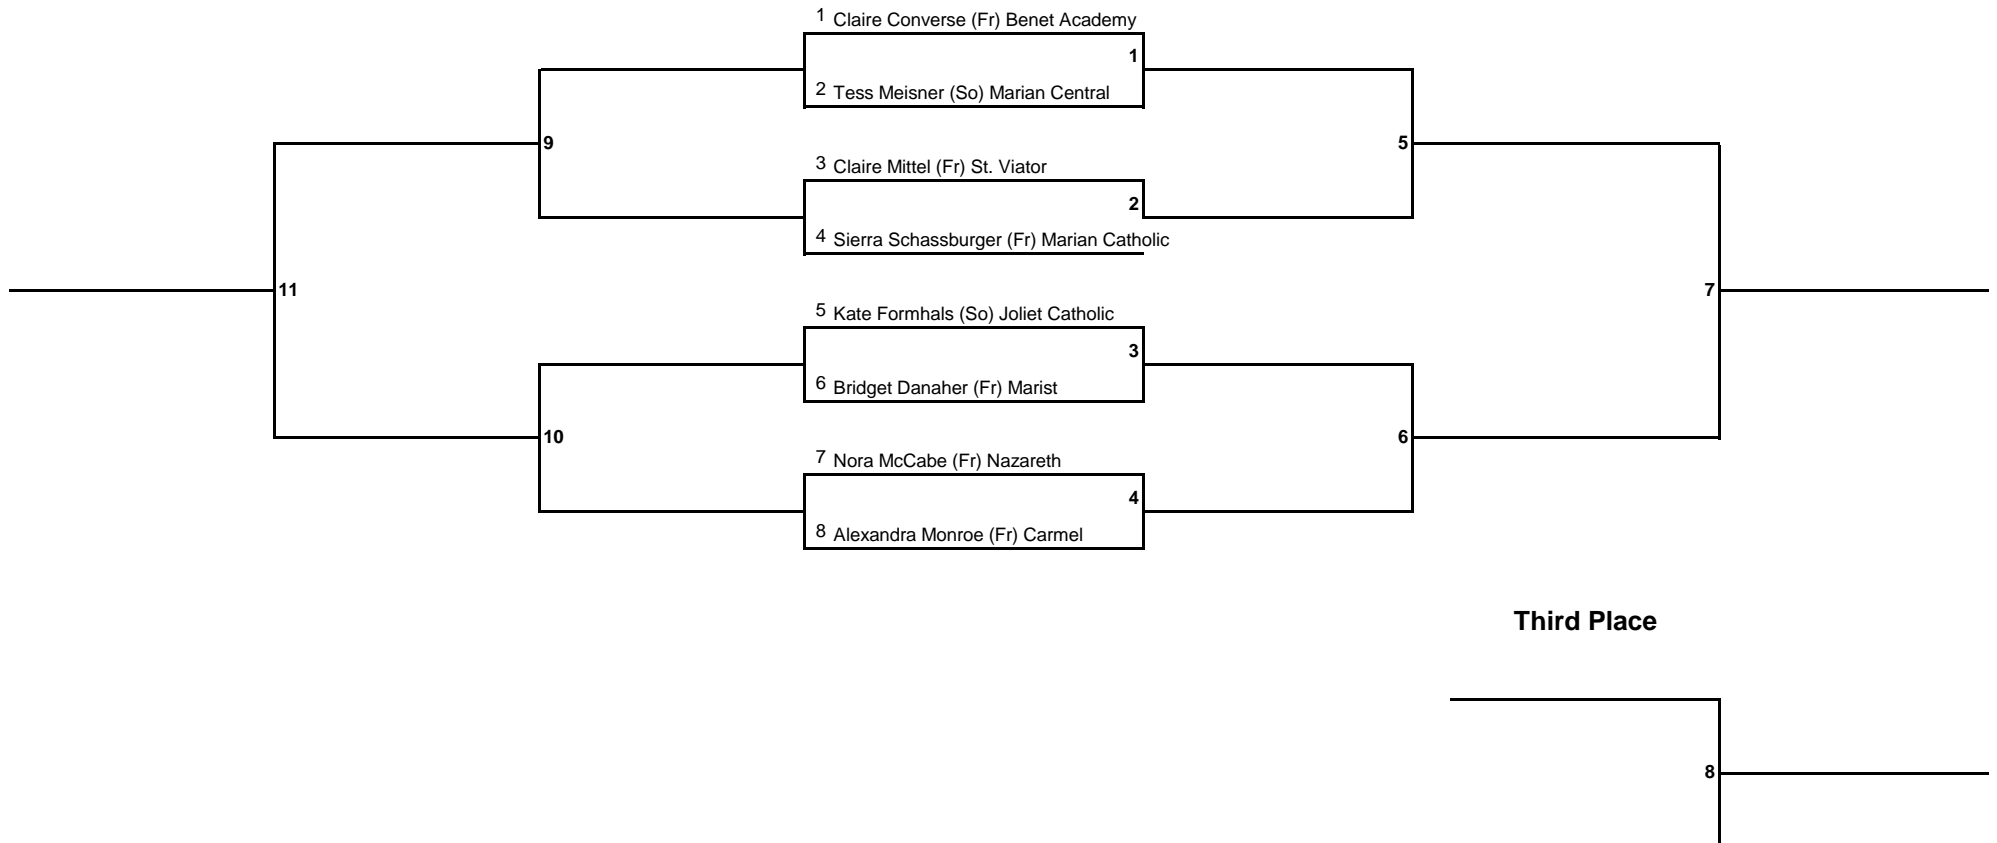 1 Claire Converse (Fr) Benet Academy
1
2 Tess Meisner (So) Marian Central
9
5
3 Claire Mittel (Fr) St. Viator
2
4 Sierra Schassburger (Fr) Marian Catholic
11
7
5 Kate Formhals (So) Joliet Catholic
3
6 Bridget Danaher (Fr) Marist
10
6
7 Nora McCabe (Fr) Nazareth
4
8 Alexandra Monroe (Fr) Carmel
Third Place
8